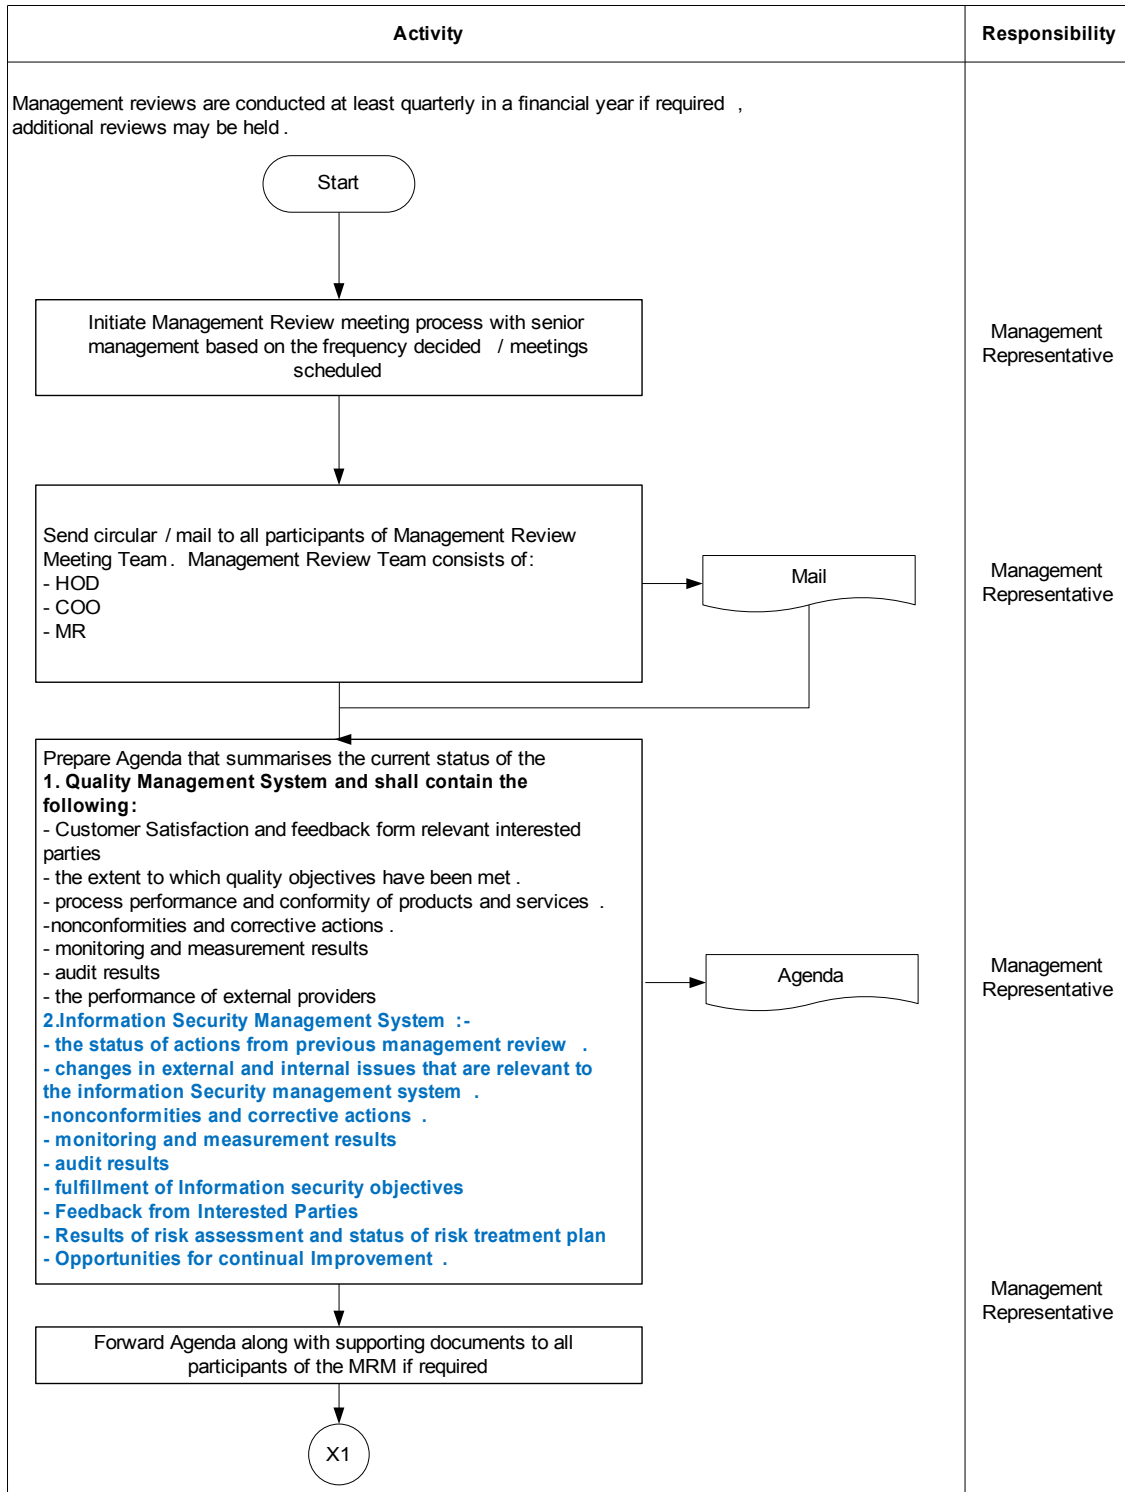 Activity
Responsibility
Management reviews are conducted at least quarterly in a financial year if required ,
additional reviews may be held .
Start
Initiate Management Review meeting process with senior
management based on the frequency decided / meetings
scheduled
Management
Representative
Send circular / mail to all participants of Management Review
Meeting Team . Management Review Team consists of:
- HOD
- COO
- MR
Mail
Management
Representative
Prepare Agenda that summarises the current status of the
1. Quality Management System and shall contain the
following:
- Customer Satisfaction and feedback form relevant interested
parties
- the extent to which quality objectives have been met .
- process performance and conformity of products and services .
-nonconformities and corrective actions .
- monitoring and measurement results
- audit results
- the performance of external providers
2.Information Security Management System :-
- the status of actions from previous management review .
- changes in external and internal issues that are relevant to
the information Security management system .
-nonconformities and corrective actions .
- monitoring and measurement results
- audit results
- fulfillment of Information security objectives
- Feedback from Interested Parties
- Results of risk assessment and status of risk treatment plan
- Opportunities for continual Improvement .
Agenda
Management
Representative
Forward Agenda along with supporting documents to all
participants of the MRM if required
Management
Representative
X1